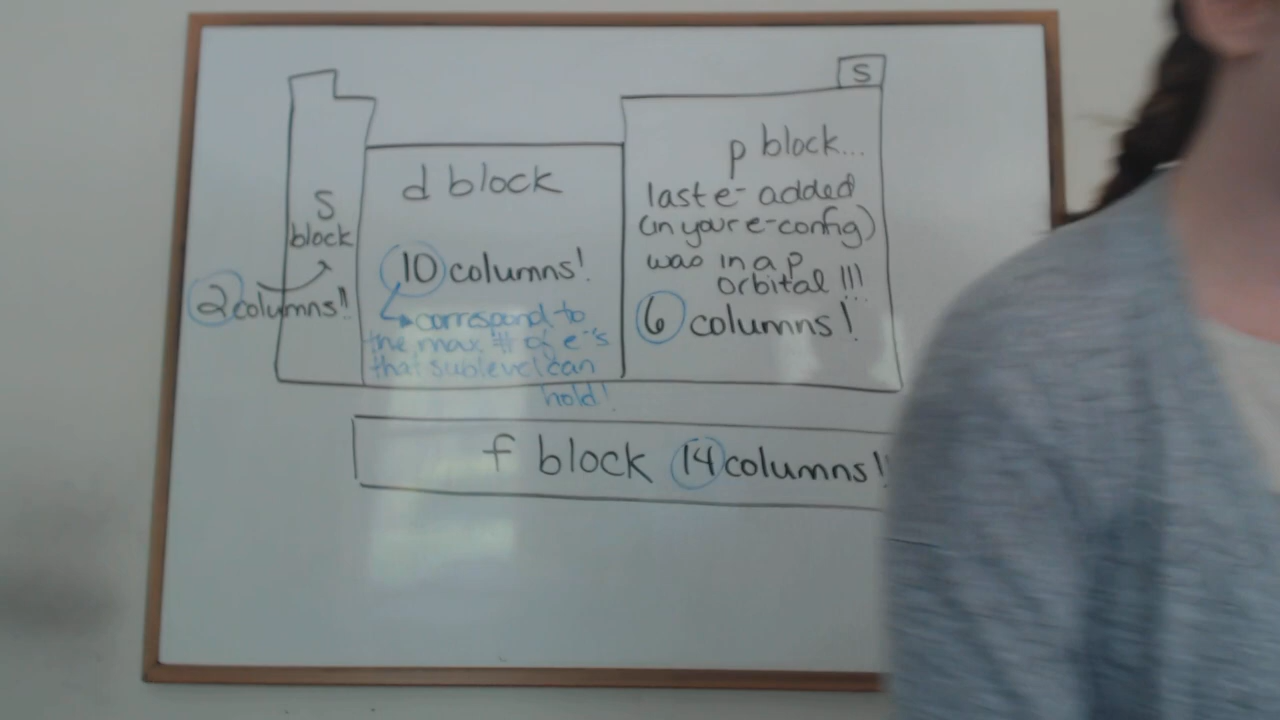 s
p block...
d block
last e- added
(in your e-config)
was in a p
orbital !!!
s
block
10 columns!
2 columns!!
correspond to
the max # of e-'s
that sublevel can
hold!
6 columns!
f block 14 columns!!